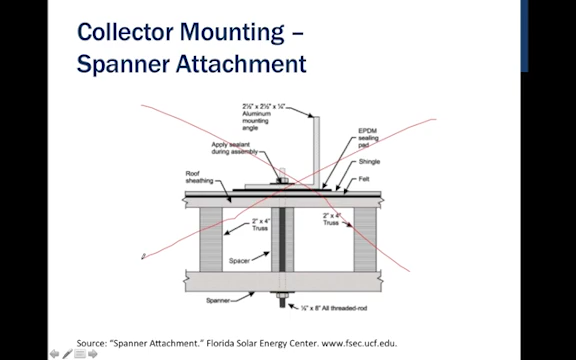 Collector Mounting –
Spanner Attachment
2½" x 2½" x ¼"
Aluminum
mounting
angle
Apply sealant
during assembly
EPDM
sealing
pad
Shingle
Felt
Roof
sheathing
2" x 4"
Truss
2" x 4"
Truss
Spacer
Spanner
x 8" All threaded-rod
Source: "Spanner Attachment." Florida Solar Energy Center. www.fsec.ucf.edu.